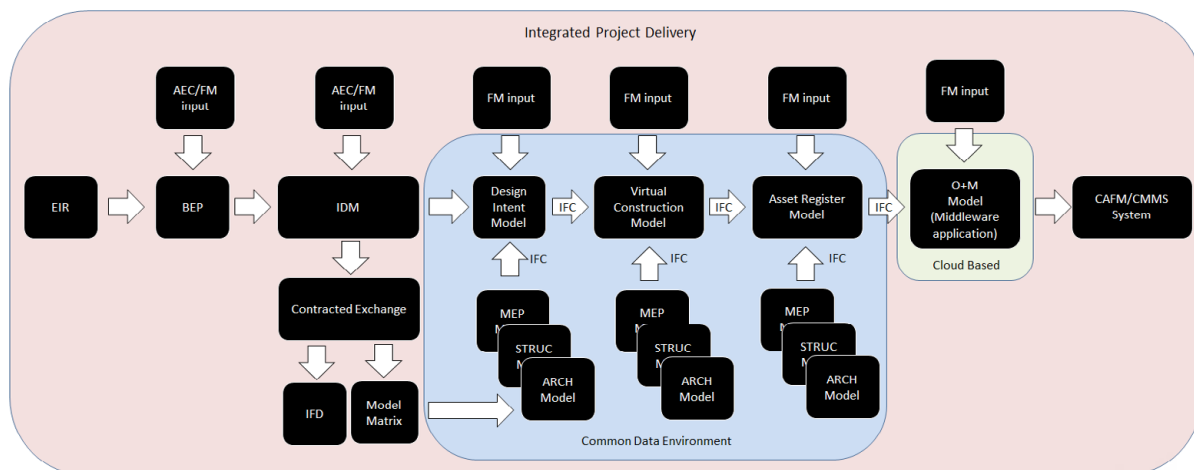 Integrated Project Delivery
AEC/FM
input
AEC/FM
input
FM input
FM input
FM input
FM input
EIR
BEP
IDM
Design
Intent
Model
IFC
Virtual
Construction
Model
IFC
Asset Register
Model
IFC
O+M
Model
(Middleware
application)
CAFM/CMMS
System
Cloud Based
IFC
IFC
IFC
Contracted Exchange
MEP
STRUC
ARCH
Model
MEP
STRUC
ARCH
Model
MEP
STRUC
ARCH
Model
IFD
Model
Matrix
Common Data Environment